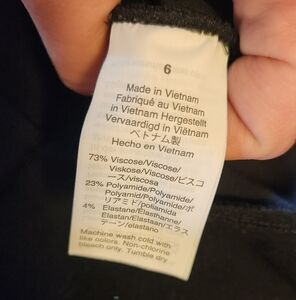 6
Made in Vietnam
Fabriqué au Vietnam
in Vietnam Hergestellt
Vervaardigd in Viëtnam
ベトナム製
Hecho en Vietnam
73% Viscose/Viscose/
Viskose/Viscose/ビスコ
ース/viscosa
23% Polyamide/Polyamide/
Polyamid/Polyamide/ポ
リアミド/poliamida
4% Elastane/Elasthanne/
Elastan/Elastaan/エラス
テーン/elastano
Machine wash cold with
like colors. Non-chlorine
bleach only. Tumble dry